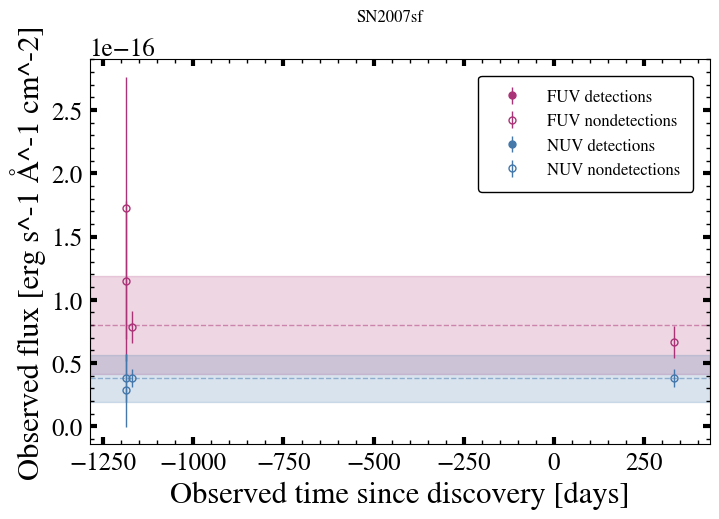 SN2007sf
1e−16
Observed flux [erg s^-1 Å^-1 cm^-2]
2.5
2.0
1.5
1.0
0.5
0.0
FUV detections
FUV nondetections
NUV detections
NUV nondetections
−1250 −1000 −750 −500 −250 0 250
Observed time since discovery [days]